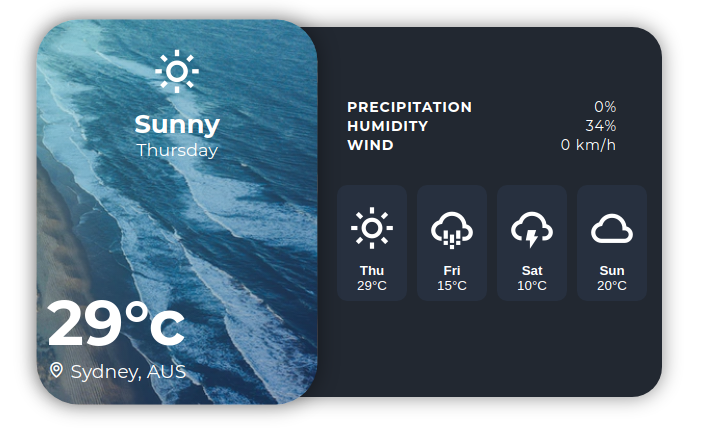 Sunny
Thursday
29°c
Sydney, AUS
PRECIPITATION 0%
HUMIDITY 34%
WIND 0 km/h
Thu Fri Sat Sun
29°C 15°C 10°C 20°C